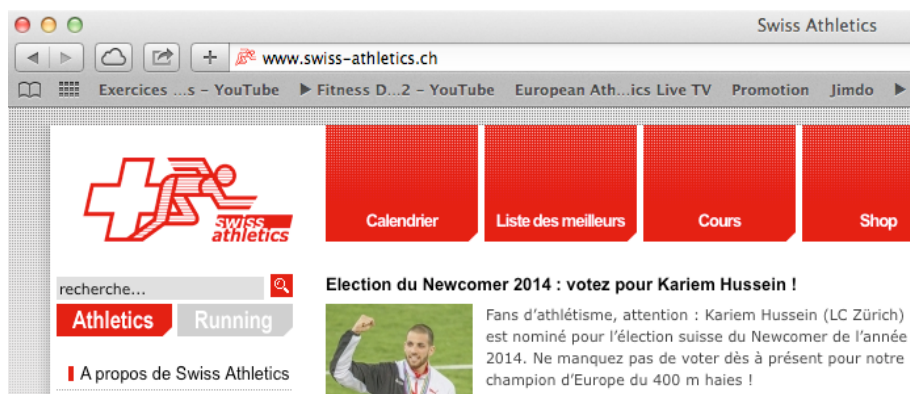 Swiss Athletics
www.swiss-athletics.ch
Exercices ...s – YouTube ▶ Fitness D...2 – YouTube European Ath...ics Live TV Promotion Jimdo ▶
swiss
athletics
Calendrier Liste des meilleurs Cours Shop
recherche...
Athletics Running
A propos de Swiss Athletics
Election du Newcomer 2014 : votez pour Kariem Hussein !
Fans d’athlétisme, attention : Kariem Hussein (LC Zürich)
est nominé pour l’élection suisse du Newcomer de l’année
2014. Ne manquez pas de voter dès à présent pour notre
champion d’Europe du 400 m haies !